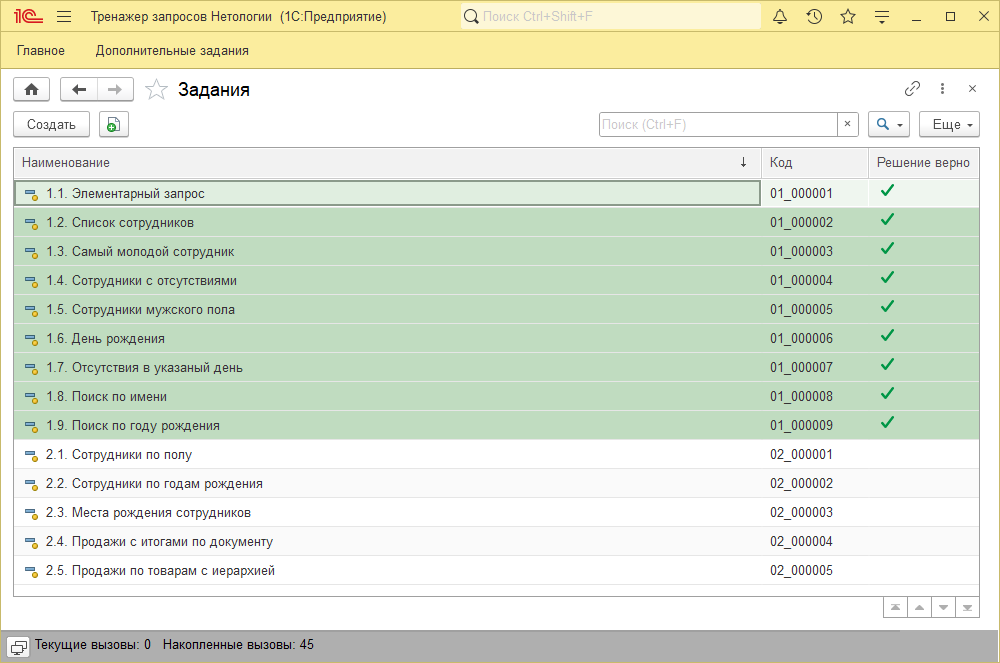 1С Тренажер запросов Нетологии (1С:Предприятие) Поиск Ctrl+Shift+F
Главное Дополнительные задания
Задания
Создать Поиск (Ctrl+F) × Еще
Наименование ↓ Код Решение верно
1.1. Элементарный запрос 01_000001
1.2. Список сотрудников 01_000002
1.3. Самый молодой сотрудник 01_000003
1.4. Сотрудники с отсутствиями 01_000004
1.5. Сотрудники мужского пола 01_000005
1.6. День рождения 01_000006
1.7. Отсутствия в указаный день 01_000007
1.8. Поиск по имени 01_000008
1.9. Поиск по году рождения 01_000009
2.1. Сотрудники по полу 02_000001
2.2. Сотрудники по годам рождения 02_000002
2.3. Места рождения сотрудников 02_000003
2.4. Продажи с итогами по документу 02_000004
2.5. Продажи по товарам с иерархией 02_000005
Текущие вызовы: 0 Накопленные вызовы: 45